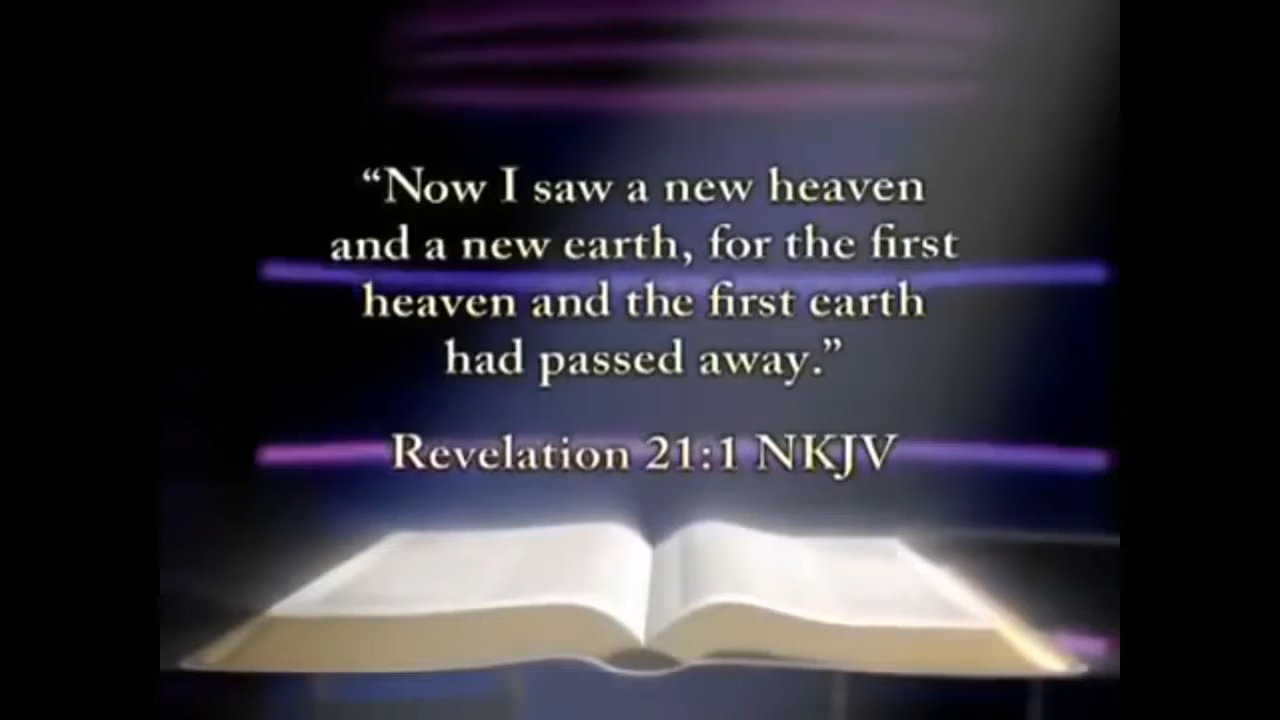 “Now I saw a new heaven
and a new earth, for the first
heaven and the first earth
had passed away.”
Revelation 21:1 NKJV